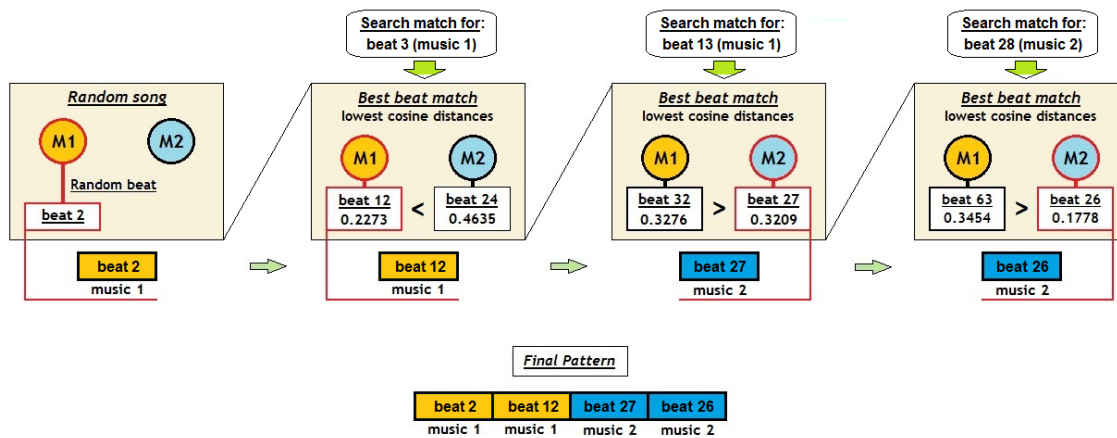 Search match for:
beat 3 (music 1)
Search match for:
beat 13 (music 1)
Search match for:
beat 28 (music 2)
Random song
M1
M2
Random beat
beat 2
beat 2
music 1
Best beat match
lowest cosine distances
M1
M2
beat 12
0.2273
<
beat 24
0.4635
beat 12
music 1
Best beat match
lowest cosine distances
M1
M2
beat 32
0.3276
>
beat 27
0.3209
beat 27
music 2
Best beat match
lowest cosine distances
M1
M2
beat 63
0.3454
>
beat 26
0.1778
beat 26
music 2
Final Pattern
beat 2 beat 12 beat 27 beat 26
music 1 music 1 music 2 music 2